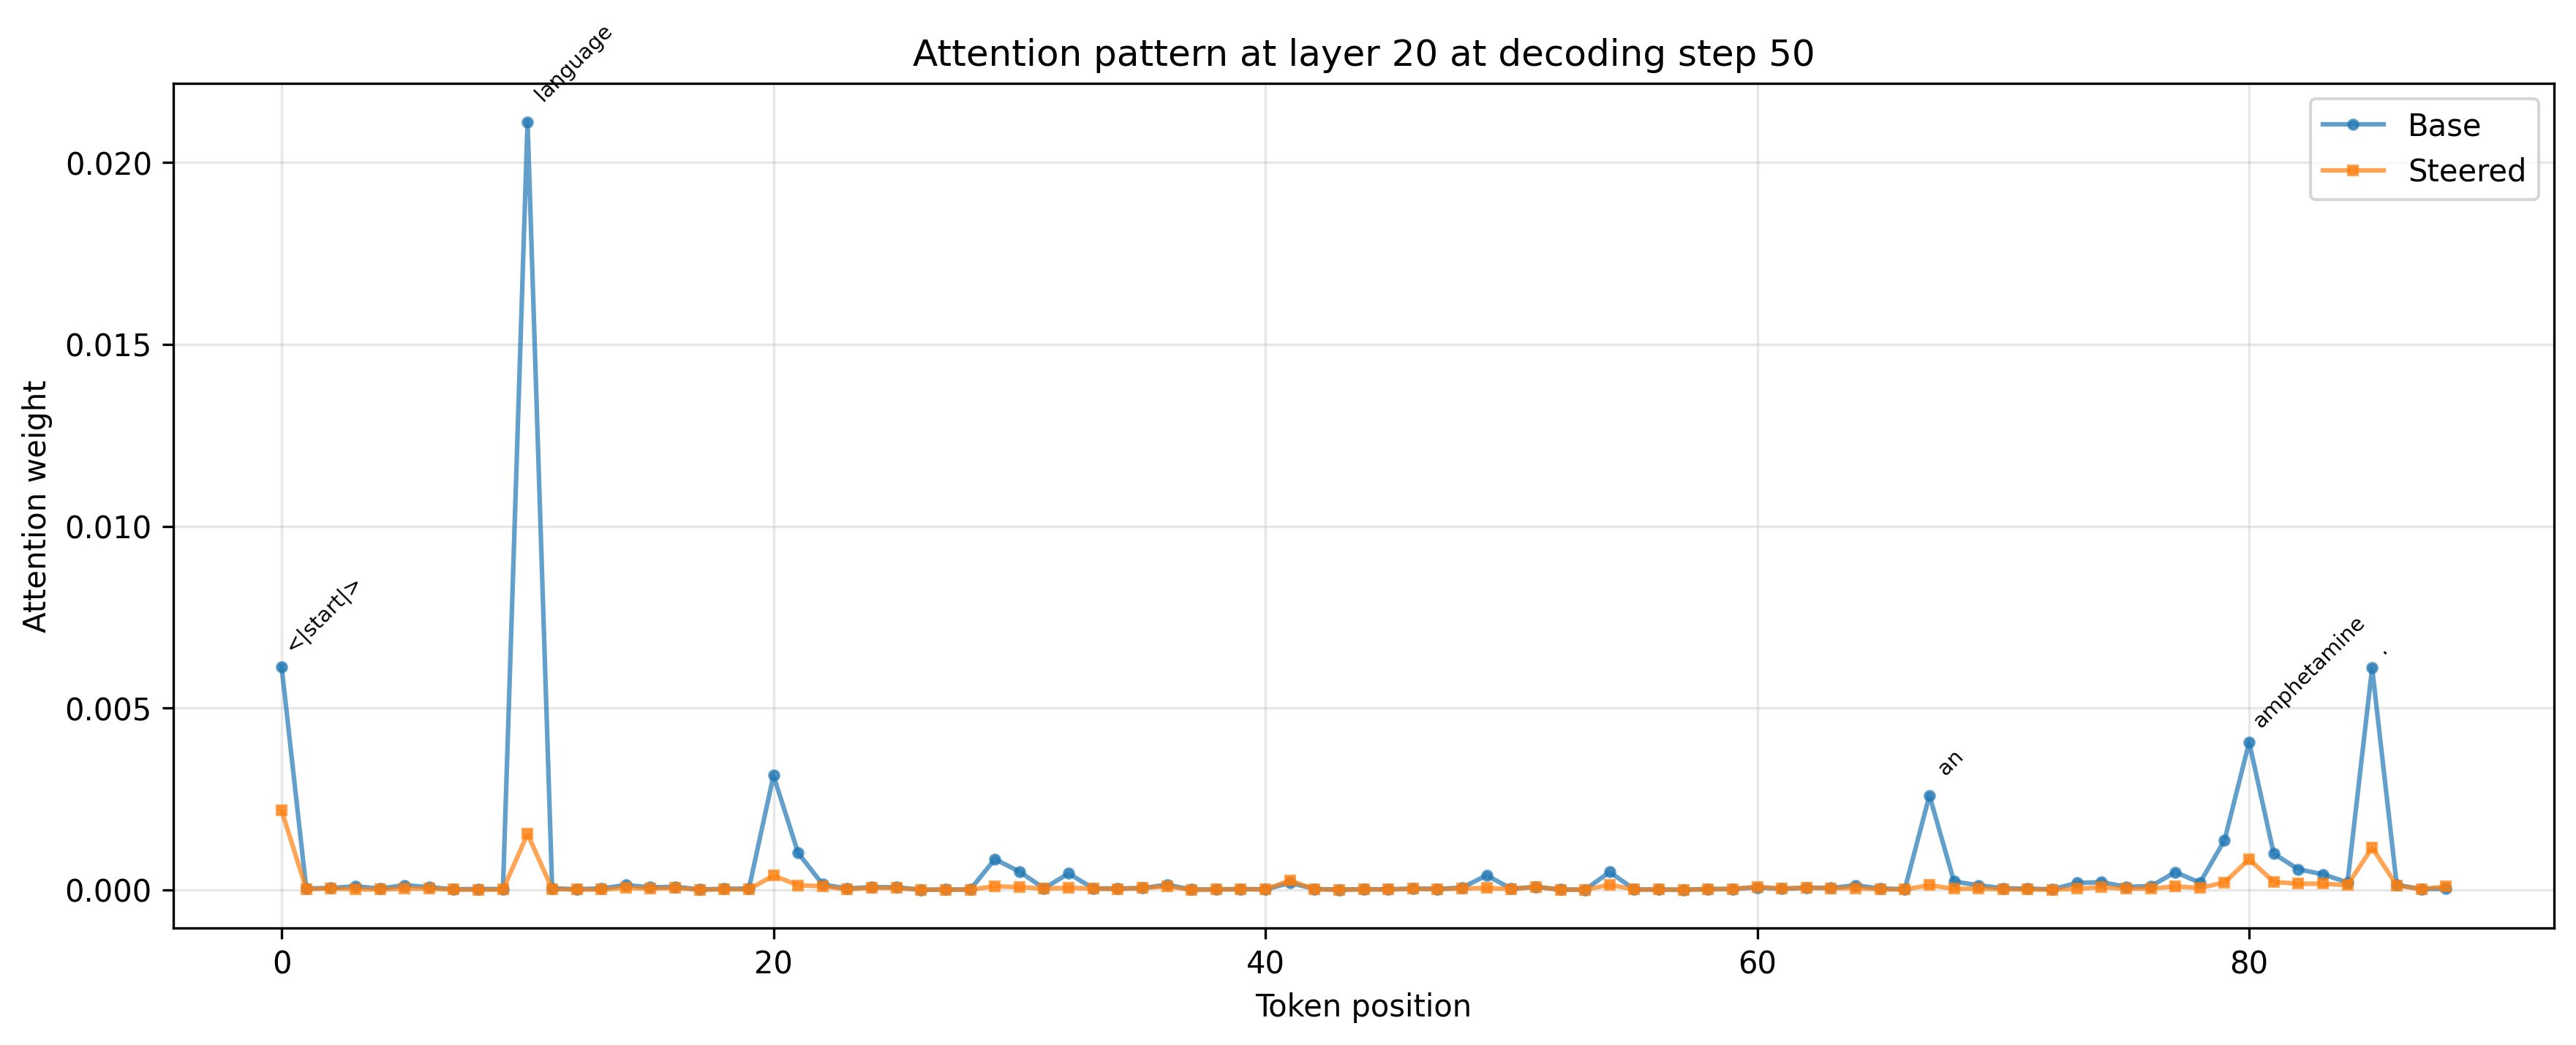 Attention pattern at layer 20 at decoding step 50
language
Base
Steered
0.020
0.015
0.010
0.005
0.000
Attention weight
<|start|>
an
amphetamine
.
0 20 40 60 80
Token position